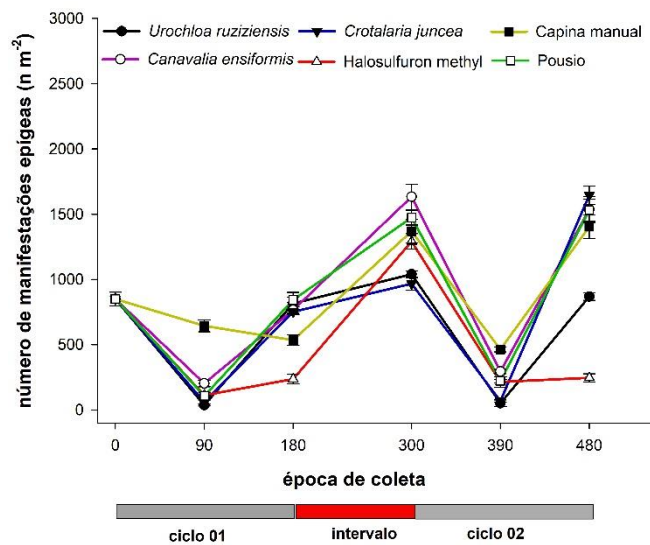 3000
Urochloa ruziziensis
Crotalaria juncea
Capina manual
Canavalia ensiformis
Halosulfuron methyl
Pousio
2500
2000
1500
1000
500
0
número de manifestações epígeas (n m⁻²)
0 90 180 300 390 480
época de coleta
ciclo 01 intervalo ciclo 02